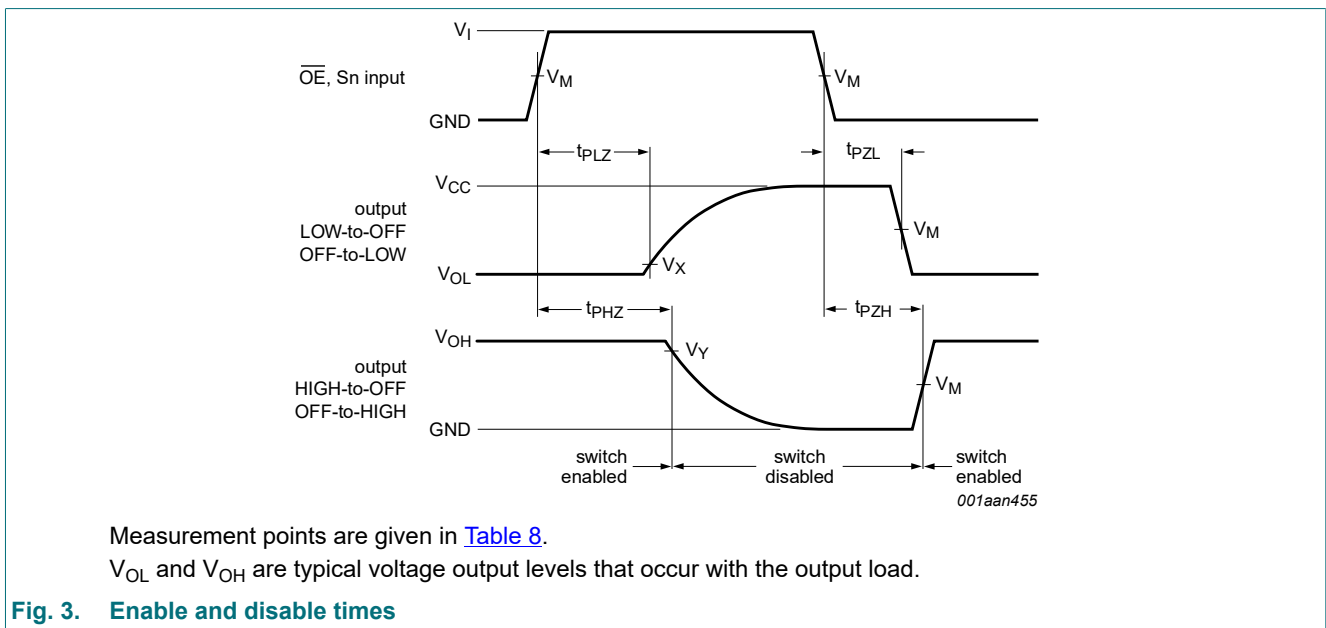 V_I
O̅E̅, Sn input
V_M
V_M
GND
t_PLZ
t_PZL
V_CC
output
LOW-to-OFF
OFF-to-LOW
V_M
V_X
V_OL
t_PHZ
t_PZH
V_OH
V_Y
output
HIGH-to-OFF
OFF-to-HIGH
V_M
GND
switch
enabled
switch
disabled
switch
enabled
001aan455
Measurement points are given in Table 8.
V_OL and V_OH are typical voltage output levels that occur with the output load.
Fig. 3. Enable and disable times